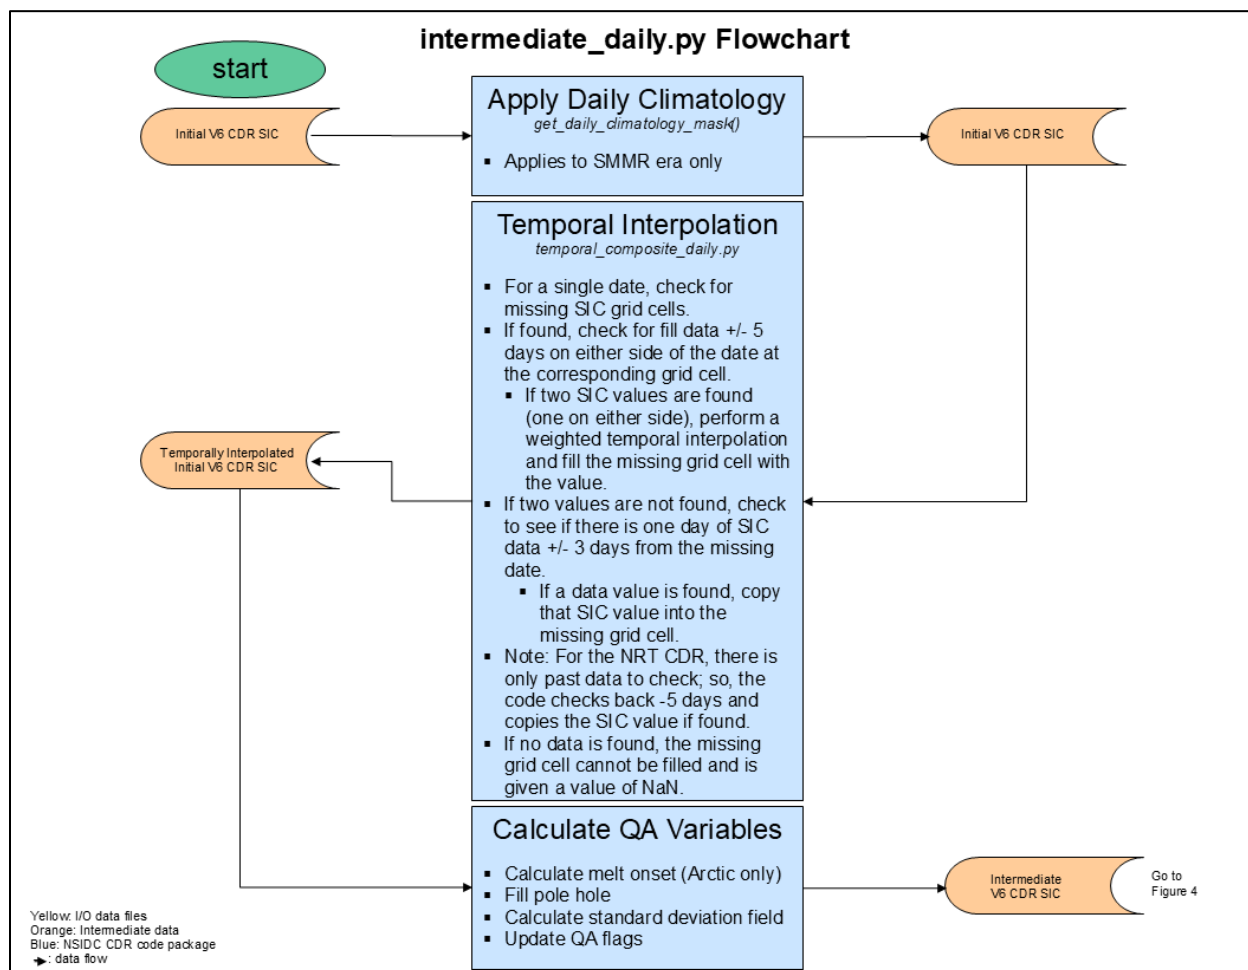 intermediate_daily.py Flowchart
start
Initial V6 CDR SIC
Apply Daily Climatology
get_daily_climatology_mask()
▪ Applies to SMMR era only
Initial V6 CDR SIC
Temporal Interpolation
temporal_composite_daily.py
▪ For a single date, check for
missing SIC grid cells.
▪ If found, check for fill data +/- 5
days on either side of the date at
the corresponding grid cell.
▪ If two SIC values are found
(one on either side), perform a
weighted temporal interpolation
and fill the missing grid cell with
the value.
▪ If two values are not found, check
to see if there is one day of SIC
data +/- 3 days from the missing
date.
▪ If a data value is found, copy
that SIC value into the
missing grid cell.
▪ Note: For the NRT CDR, there is
only past data to check; so, the
code checks back -5 days and
copies the SIC value if found.
▪ If no data is found, the missing
grid cell cannot be filled and is
given a value of NaN.
Temporally Interpolated
Initial V6 CDR SIC
Calculate QA Variables
▪ Calculate melt onset (Arctic only)
▪ Fill pole hole
▪ Calculate standard deviation field
▪ Update QA flags
Intermediate
V6 CDR SIC
Go to
Figure 4
Yellow: I/O data files
Orange: Intermediate data
Blue: NSIDC CDR code package
: data flow